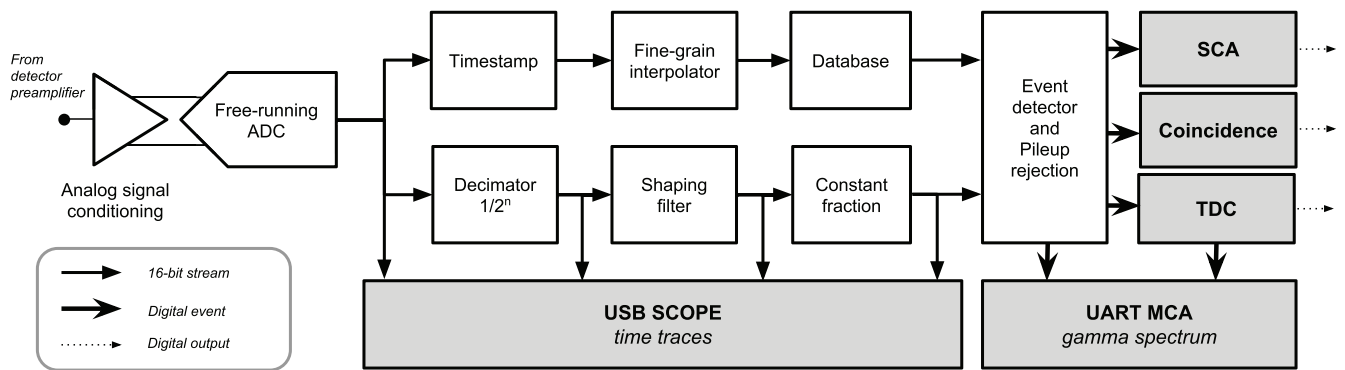 From
detector
preamplifier
Analog signal
conditioning
Free-running
ADC
Timestamp
Fine-grain
interpolator
Database
Decimator
1/2ⁿ
Shaping
filter
Constant
fraction
Event
detector
and
Pileup
rejection
SCA
Coincidence
TDC
USB SCOPE
time traces
UART MCA
gamma spectrum
16-bit stream
Digital event
Digital output